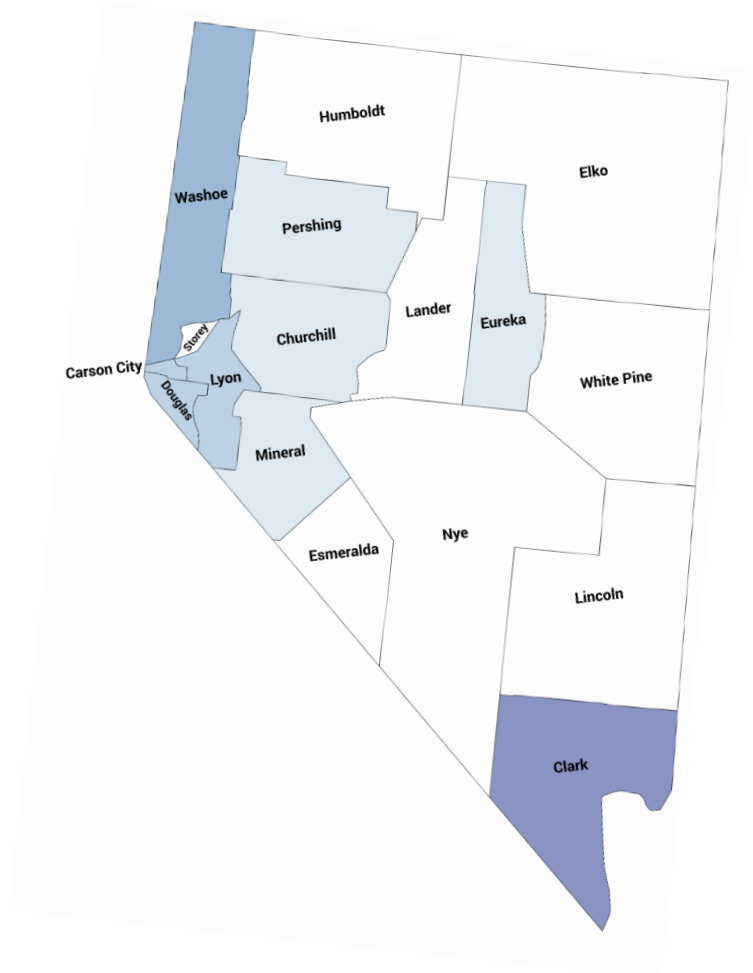 Humboldt
Elko
Washoe
Pershing
Lander
Eureka
Storey
Churchill
Carson City
Lyon
White Pine
Douglas
Mineral
Nye
Esmeralda
Lincoln
Clark